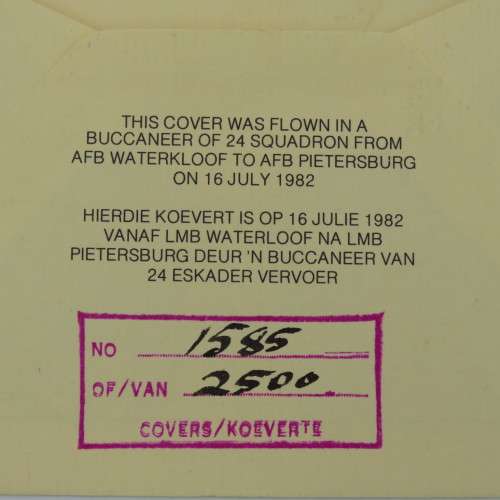 THIS COVER WAS FLOWN IN A
BUCCANEER OF 24 SQUADRON FROM
AFB WATERKLOOF TO AFB PIETERSBURG
ON 16 JULY 1982
HIERDIE KOEVERT IS OP 16 JULIE 1982
VANAF LMB WATERLOOF NA LMB
PIETERSBURG DEUR 'N BUCCANEER VAN
24 ESKADER VERVOER
NO 1585
OF/VAN 2500
COVERS/KOEVERTE